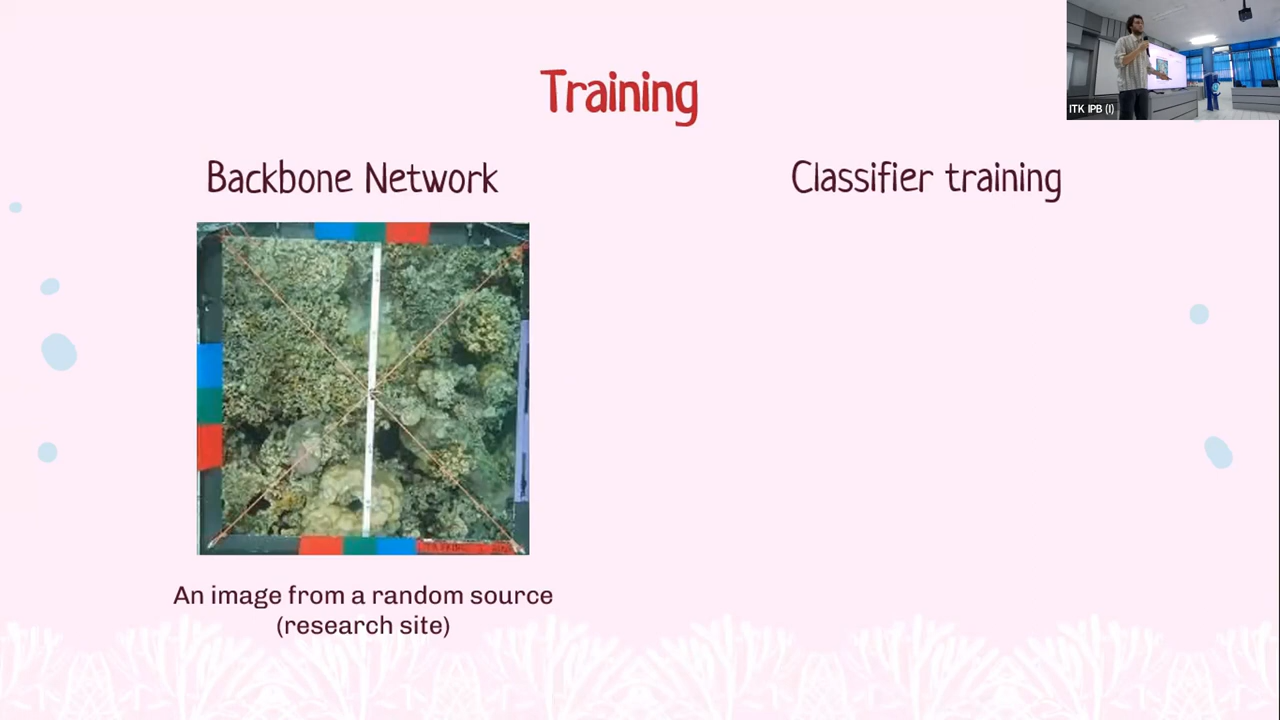 Training
ITK IPB (I)
Backbone Network
Classifier training
An image from a random source
(research site)